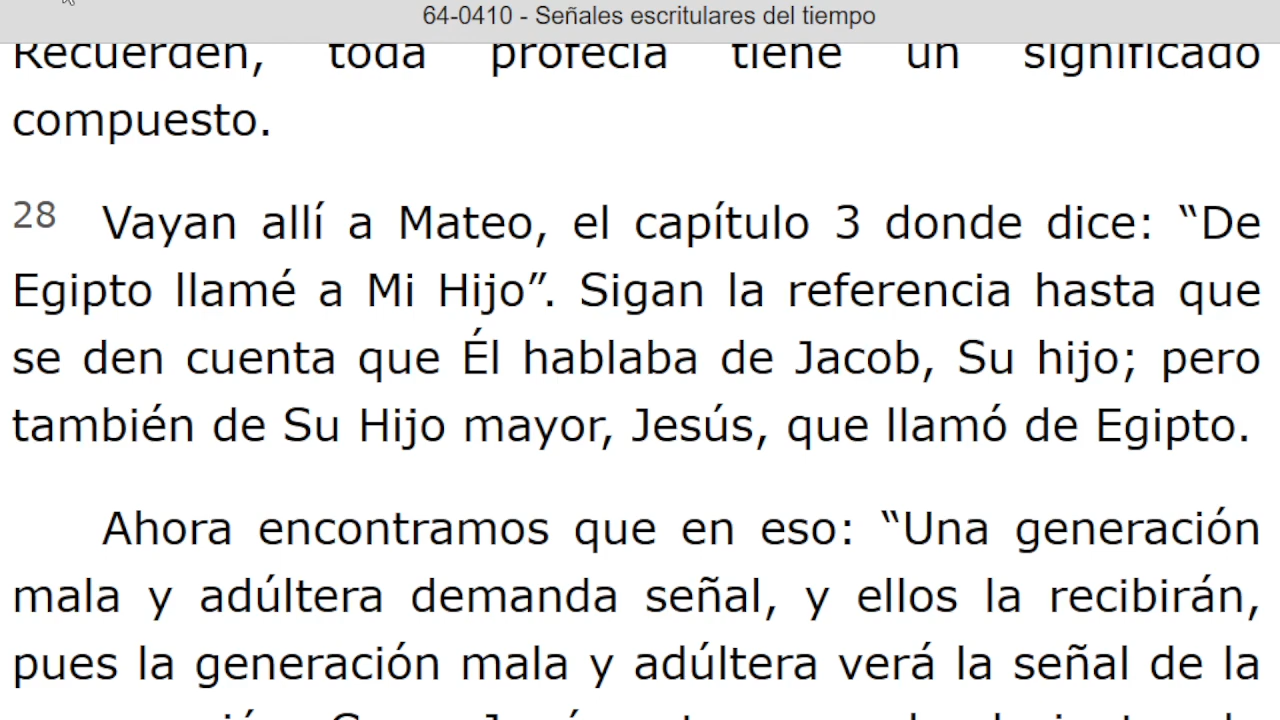 64-0410 - Señales escritulares del tiempo
Recuerden, toda profecía tiene un significado
compuesto.
28 Vayan allí a Mateo, el capítulo 3 donde dice: “De
Egipto llamé a Mi Hijo”. Sigan la referencia hasta que
se den cuenta que Él hablaba de Jacob, Su hijo; pero
también de Su Hijo mayor, Jesús, que llamó de Egipto.
Ahora encontramos que en eso: “Una generación
mala y adúltera demanda señal, y ellos la recibirán,
pues la generación mala y adúltera verá la señal de la